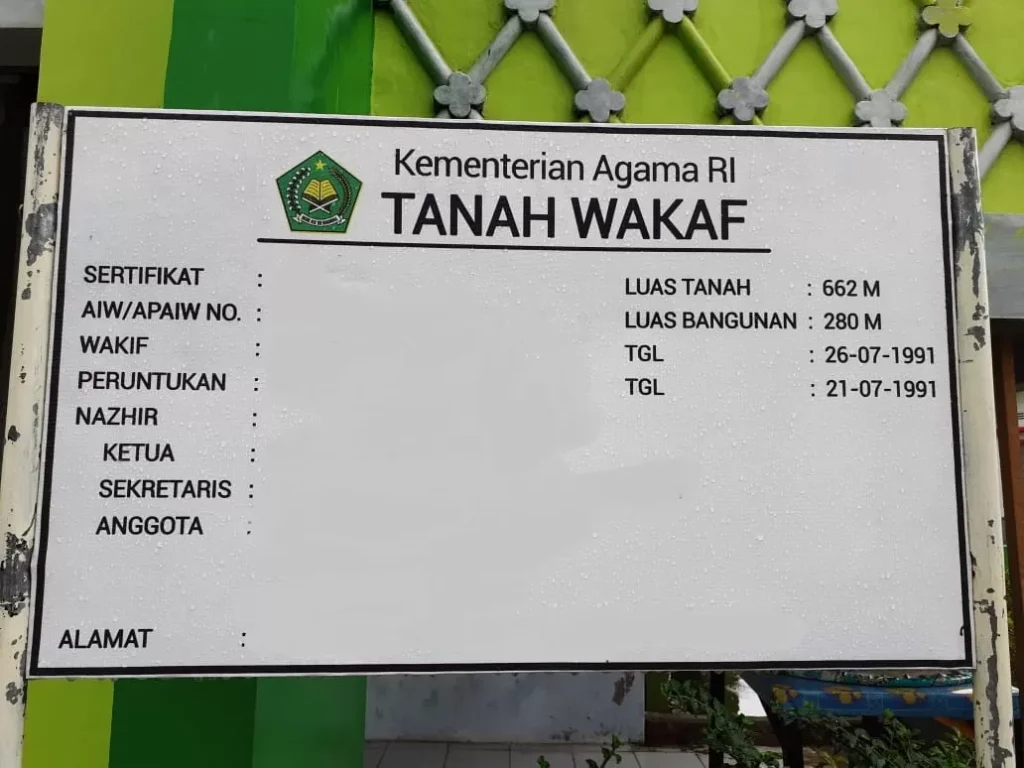 Kementerian Agama RI
TANAH WAKAF
SERTIFIKAT :
AIW/APAIW NO. :
WAKIF :
PERUNTUKAN :
NAZHIR :
KETUA :
SEKRETARIS :
ANGGOTA :
ALAMAT :
LUAS TANAH : 662 M
LUAS BANGUNAN : 280 M
TGL : 26-07-1991
TGL : 21-07-1991